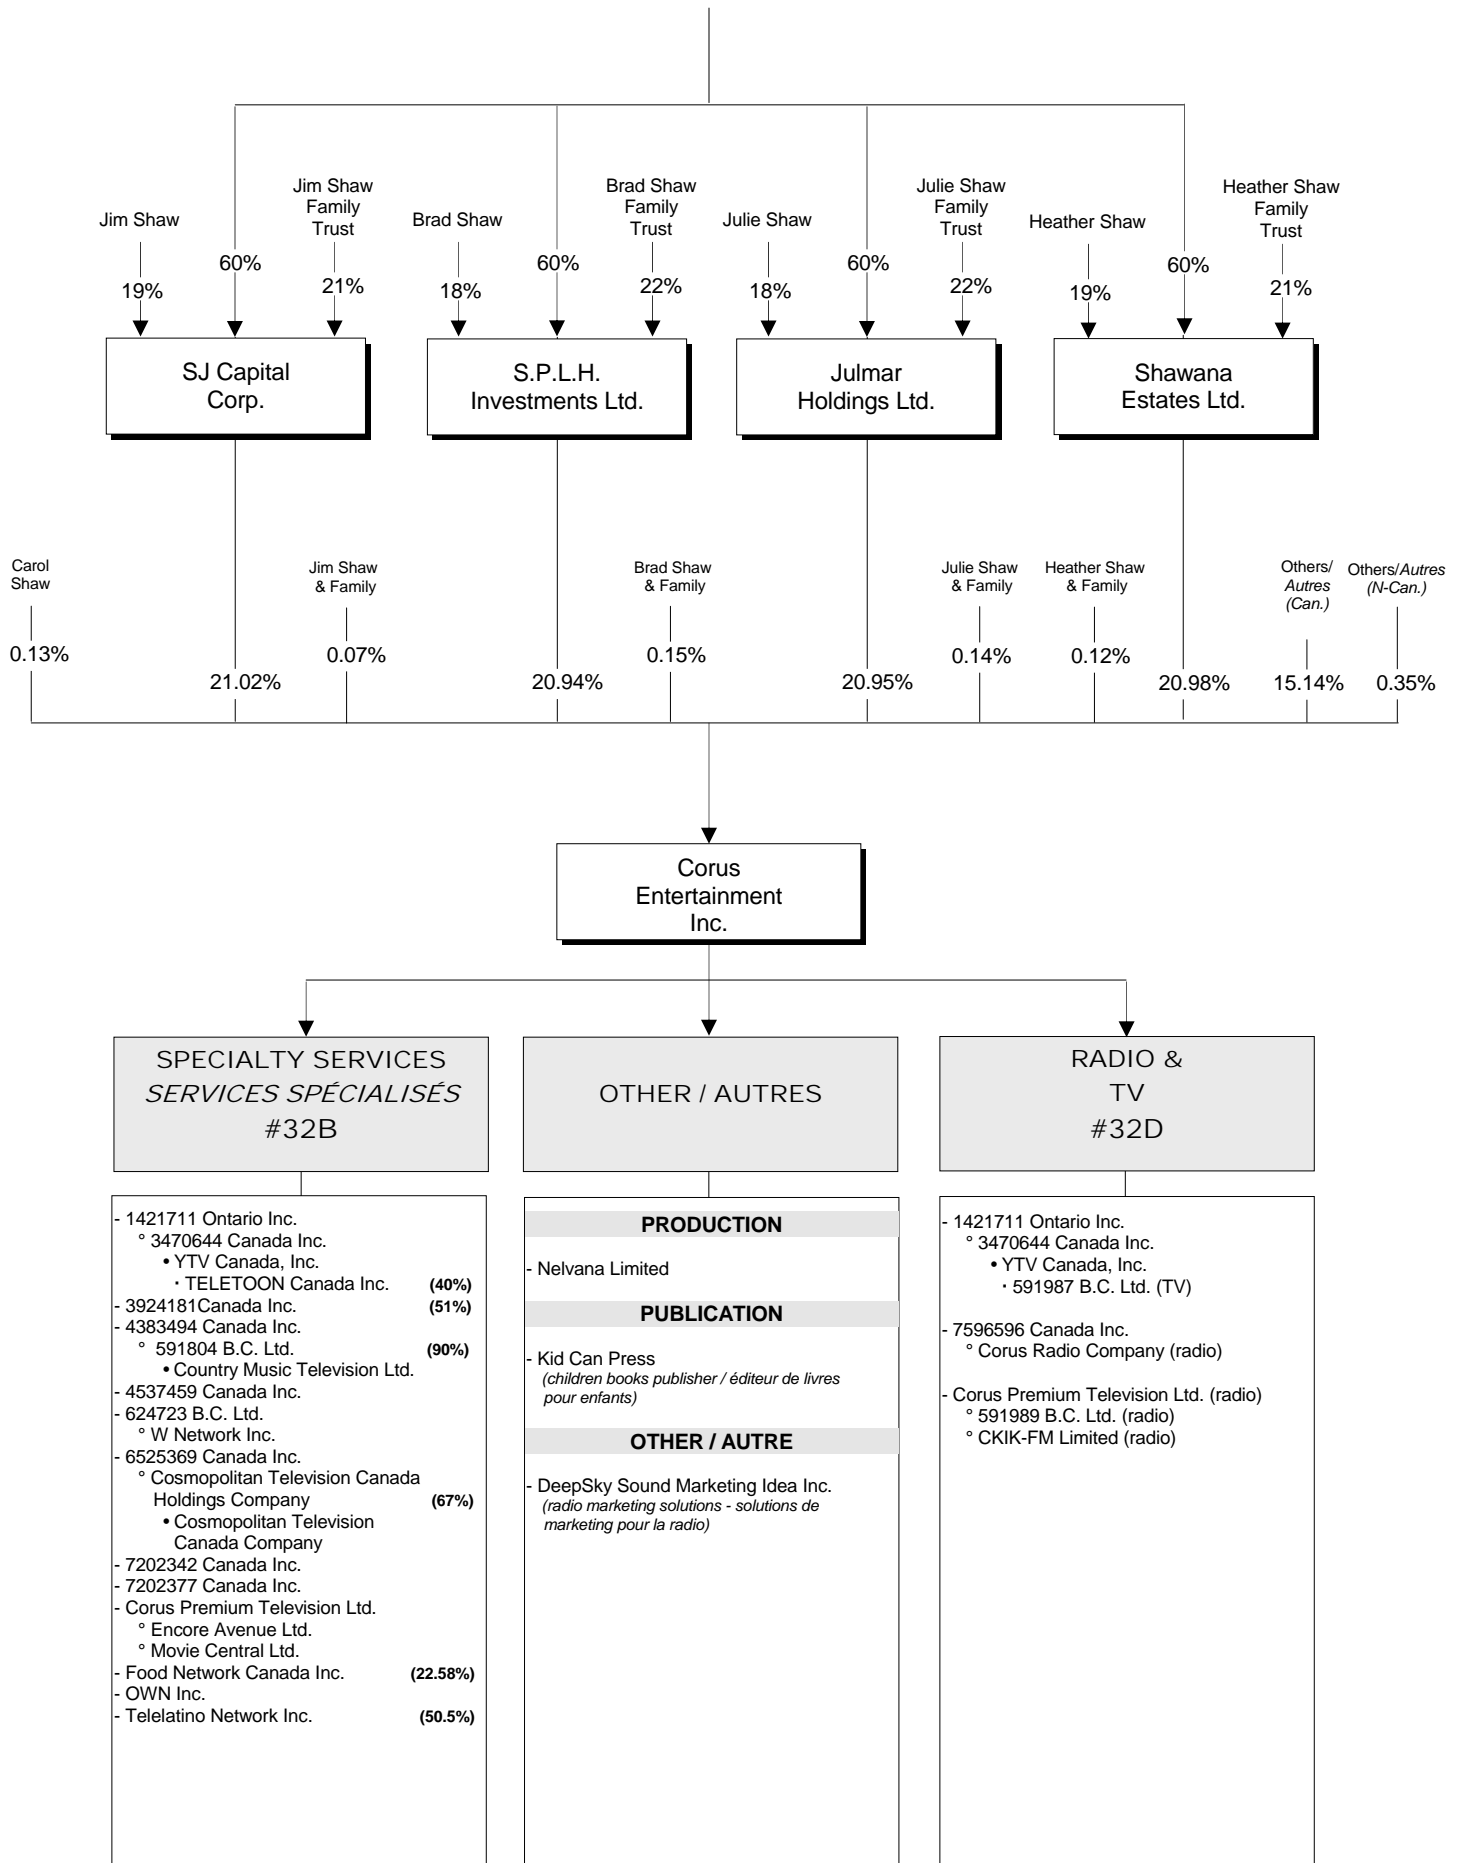 Jim Shaw
60%
Jim Shaw
Family
Trust
Brad Shaw
60%
Brad Shaw
Family
Trust
Julie Shaw
60%
Julie Shaw
Family
Trust
Heather Shaw
60%
Heather Shaw
Family
Trust
19%
21%
18%
22%
18%
22%
19%
21%
SJ Capital
Corp.
S.P.L.H.
Investments Ltd.
Julmar
Holdings Ltd.
Shawana
Estates Ltd.
Carol
Shaw
Jim Shaw
& Family
Brad Shaw
& Family
Julie Shaw
& Family
Heather Shaw
& Family
Others/
Autres
(Can.)
Others/Autres
(N-Can.)
0.13%
21.02%
0.07%
20.94%
0.15%
20.95%
0.14%
0.12%
20.98%
15.14%
0.35%
Corus
Entertainment
Inc.
SPECIALTY SERVICES
SERVICES SPÉCIALISÉS
#32B
OTHER / AUTRES
RADIO &
TV
#32D
- 1421711 Ontario Inc.
° 3470644 Canada Inc.
• YTV Canada, Inc.
· TELETOON Canada Inc. (40%)
- 3924181Canada Inc. (51%)
- 4383494 Canada Inc.
° 591804 B.C. Ltd. (90%)
• Country Music Television Ltd.
- 4537459 Canada Inc.
- 624723 B.C. Ltd.
° W Network Inc.
- 6525369 Canada Inc.
° Cosmopolitan Television Canada
Holdings Company (67%)
• Cosmopolitan Television
Canada Company
- 7202342 Canada Inc.
- 7202377 Canada Inc.
- Corus Premium Television Ltd.
° Encore Avenue Ltd.
° Movie Central Ltd.
- Food Network Canada Inc. (22.58%)
- OWN Inc.
- Telelatino Network Inc. (50.5%)
PRODUCTION
- Nelvana Limited
PUBLICATION
- Kid Can Press
(children books publisher / éditeur de livres
pour enfants)
OTHER / AUTRE
- DeepSky Sound Marketing Idea Inc.
(radio marketing solutions - solutions de
marketing pour la radio)
- 1421711 Ontario Inc.
° 3470644 Canada Inc.
• YTV Canada, Inc.
· 591987 B.C. Ltd. (TV)
- 7596596 Canada Inc.
° Corus Radio Company (radio)
- Corus Premium Television Ltd. (radio)
° 591989 B.C. Ltd. (radio)
° CKIK-FM Limited (radio)